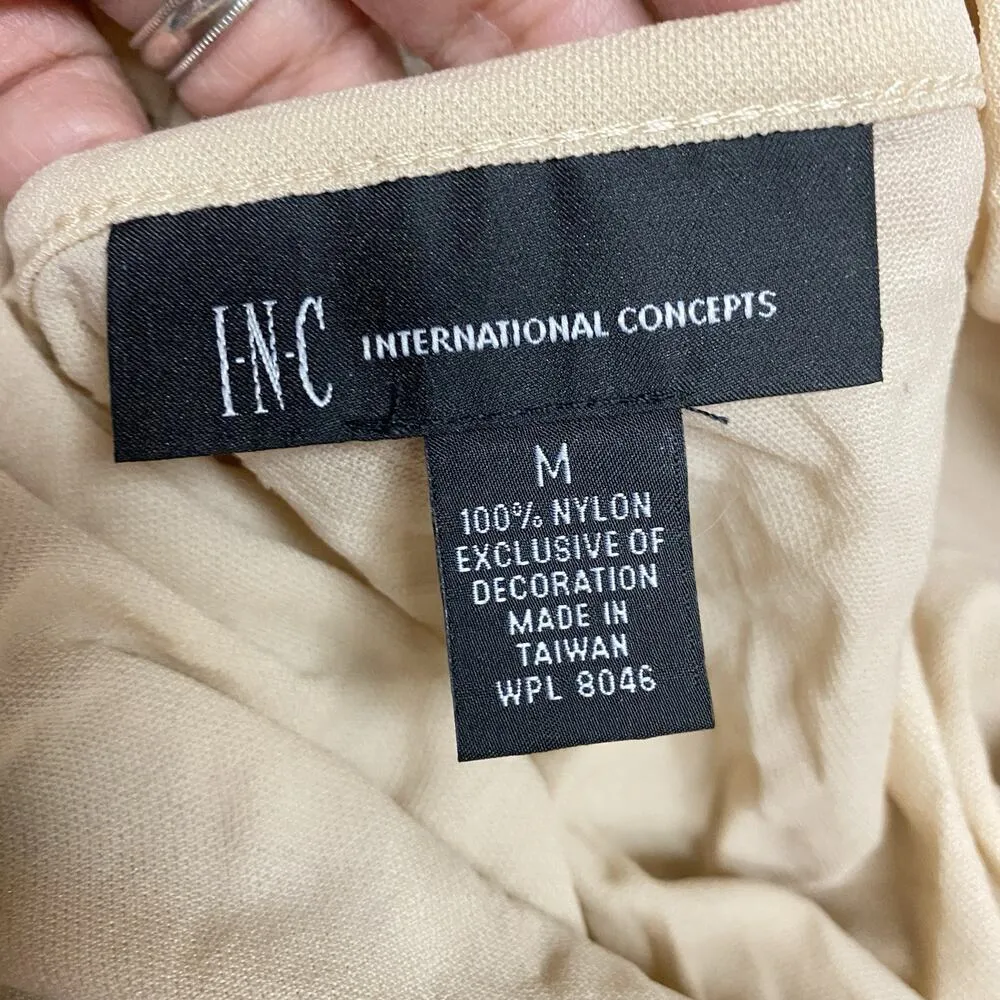 I-N-C INTERNATIONAL CONCEPTS
M
100% NYLON
EXCLUSIVE OF
DECORATION
MADE IN
TAIWAN
WPL 8046